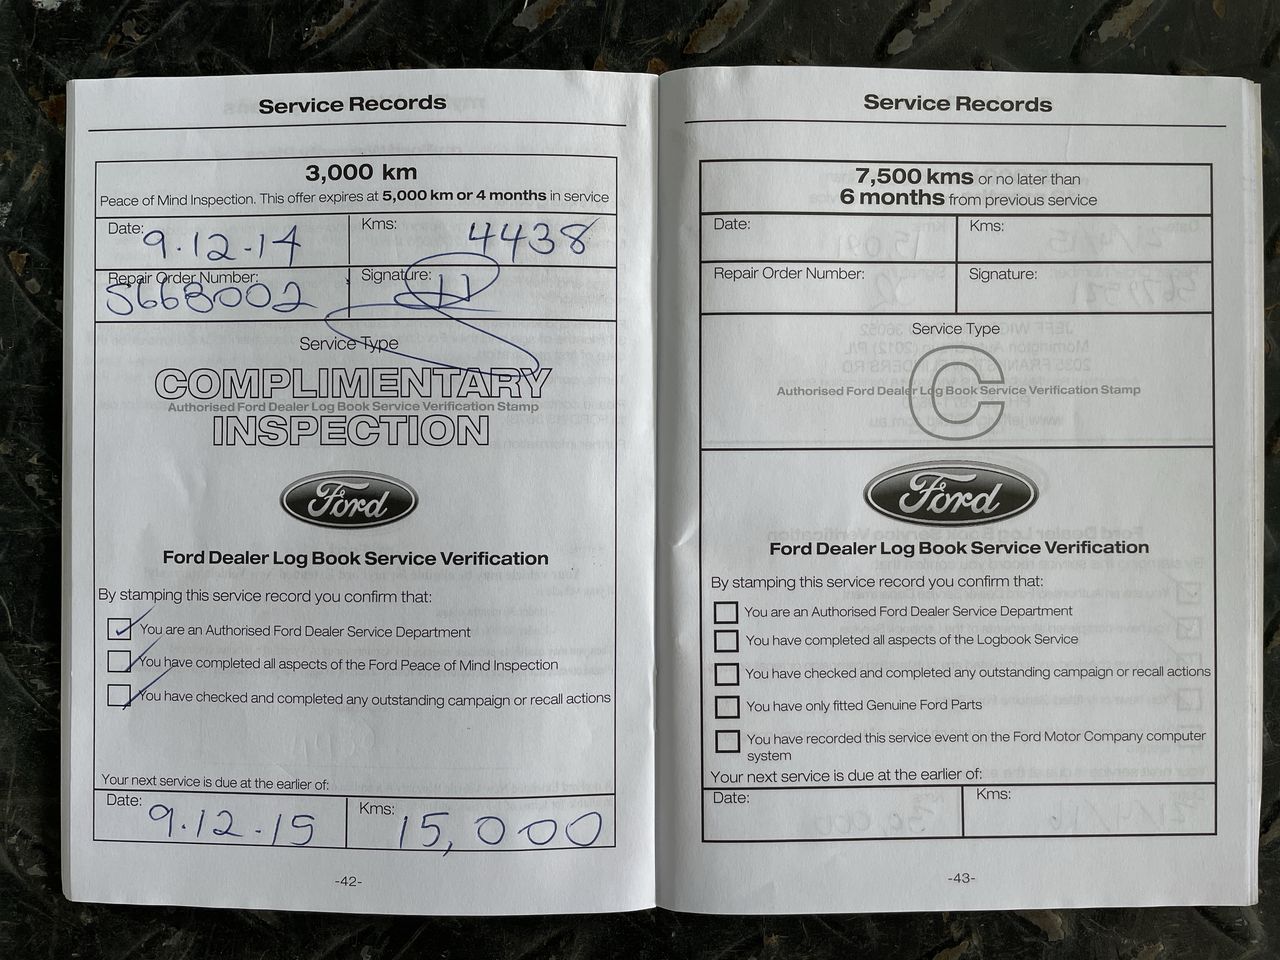 Service Records
3,000 km
Peace of Mind Inspection. This offer expires at 5,000 km or 4 months in service
Date: 9.12.14
Kms: 4438
Repair Order Number: 5668002
Signature:
Service Type
COMPLIMENTARY
Authorised Ford Dealer Log Book Service Verification Stamp
INSPECTION
Ford
Ford Dealer Log Book Service Verification
By stamping this service record you confirm that:
You are an Authorised Ford Dealer Service Department
You have completed all aspects of the Ford Peace of Mind Inspection
You have checked and completed any outstanding campaign or recall actions
Your next service is due at the earlier of:
Date: 9.12.15
Kms: 15,000
-42-
Service Records
7,500 kms or no later than
6 months from previous service
Date:
Kms:
Repair Order Number:
Signature:
Service Type
C
Authorised Ford Dealer Log Book Service Verification Stamp
Ford
Ford Dealer Log Book Service Verification
By stamping this service record you confirm that:
You are an Authorised Ford Dealer Service Department
You have completed all aspects of the Logbook Service
You have checked and completed any outstanding campaign or recall actions
You have only fitted Genuine Ford Parts
You have recorded this service event on the Ford Motor Company computer
system
Your next service is due at the earlier of:
Date:
Kms:
-43-